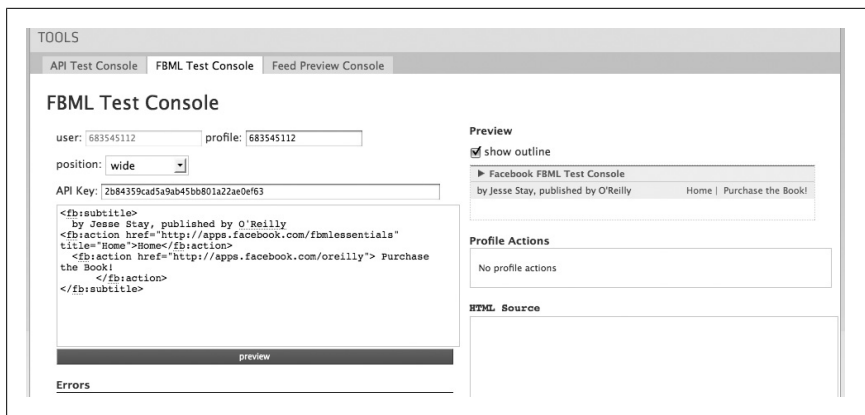 TOOLS
API Test Console FBML Test Console Feed Preview Console
FBML Test Console
user: 683545112 profile: 683545112
position: wide
API Key: 2b84359cad5a9ab45bb801a22ae0ef63
<fb:subtitle>
by Jesse Stay, published by O'Reilly
<fb:action href="http://apps.facebook.com/fbmlessentials"
title="Home">Home</fb:action>
<fb:action href="http://apps.facebook.com/oreilly"> Purchase
the Book!
</fb:action>
</fb:subtitle>
preview
Errors
Preview
show outline
Facebook FBML Test Console
by Jesse Stay, published by O'Reilly Home | Purchase the Book!
Profile Actions
No profile actions
HTML Source